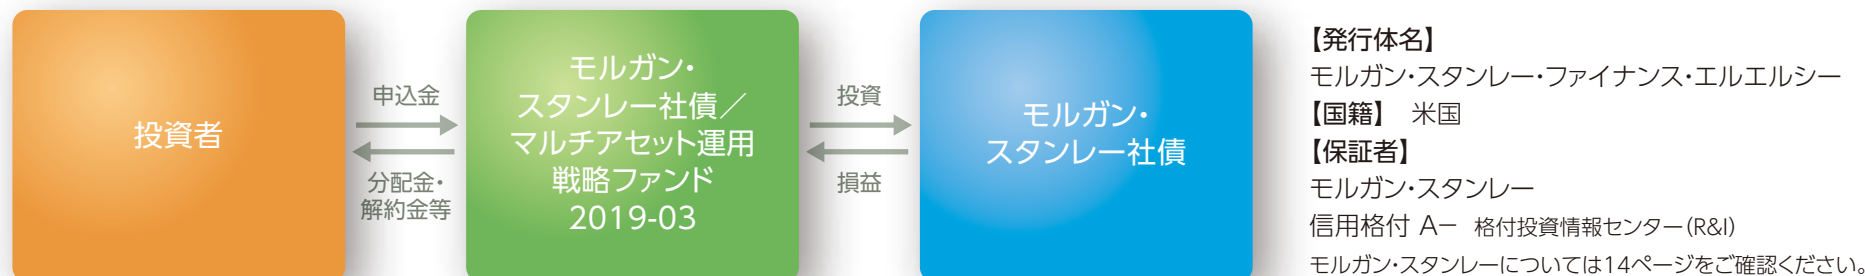 投資者
申込金
分配金・
解約金等
モルガン・
スタンレー社債／
マルチアセット運用
戦略ファンド
2019-03
投資
損益
モルガン・
スタンレー社債
【発行体名】
モルガン・スタンレー・ファイナンス・エルエルシー
【国籍】 米国
【保証者】
モルガン・スタンレー
信用格付 A− 格付投資情報センター（R&I）
モルガン・スタンレーについては14ページをご確認ください。